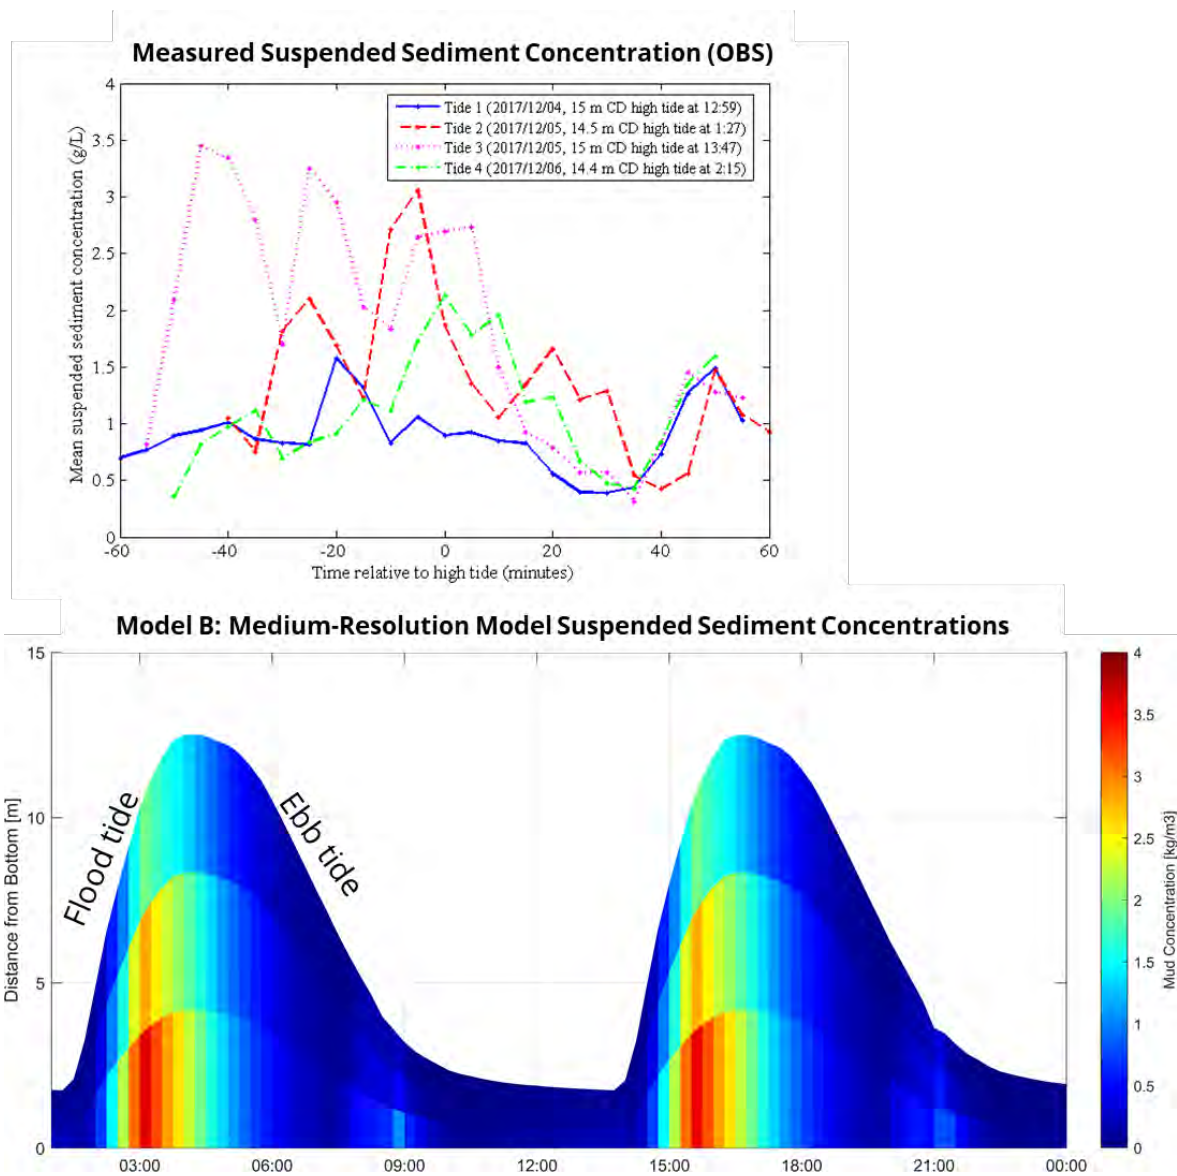 Measured Suspended Sediment Concentration (OBS)
Mean suspended sediment concentration (g/L)
4
3.5
3
2.5
2
1.5
1
0.5
0
Tide 1 (2017/12/04, 15 m CD high tide at 12:59)
Tide 2 (2017/12/05, 14.5 m CD high tide at 1:27)
Tide 3 (2017/12/05, 15 m CD high tide at 13:47)
Tide 4 (2017/12/06, 14.4 m CD high tide at 2:15)
-60 -40 -20 0 20 40 60
Time relative to high tide (minutes)
Model B: Medium-Resolution Model Suspended Sediment Concentrations
Distance from Bottom [m]
15
10
5
0
Flood tide
Ebb tide
03:00 06:00 09:00 12:00 15:00 18:00 21:00 00:00
4
3.5
3
2.5
2
1.5
1
0.5
0
Mud Concentration [kg/m3]